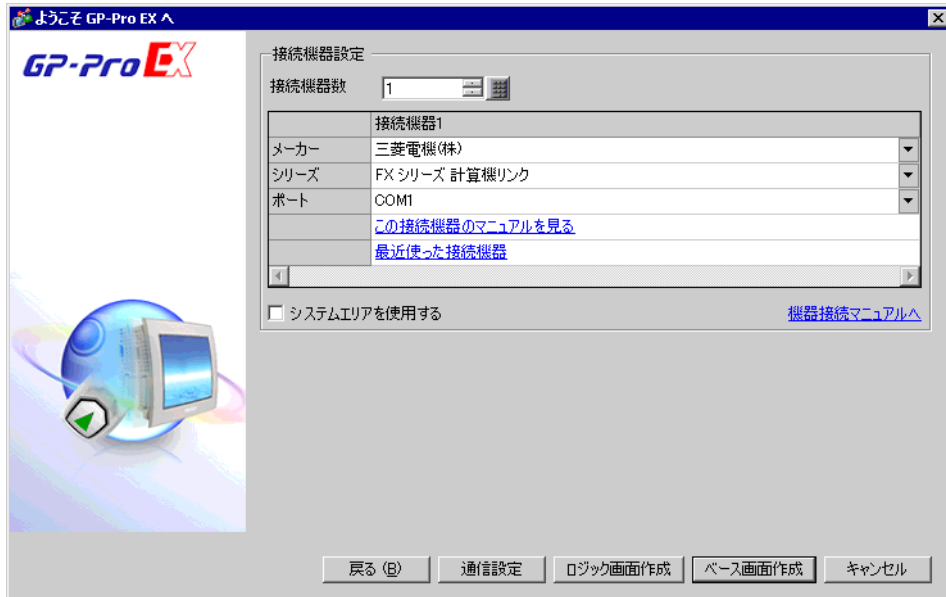 ようこそ GP-Pro EX へ
GP-Pro EX
接続機器設定
接続機器数 1
接続機器1
メーカー 三菱電機(株)
シリーズ FX シリーズ 計算機リンク
ポート COM1
この接続機器のマニュアルを見る
最近使った接続機器
システムエリアを使用する 機器接続マニュアルへ
戻る (B) 通信設定 ロジック画面作成 ベース画面作成 キャンセル